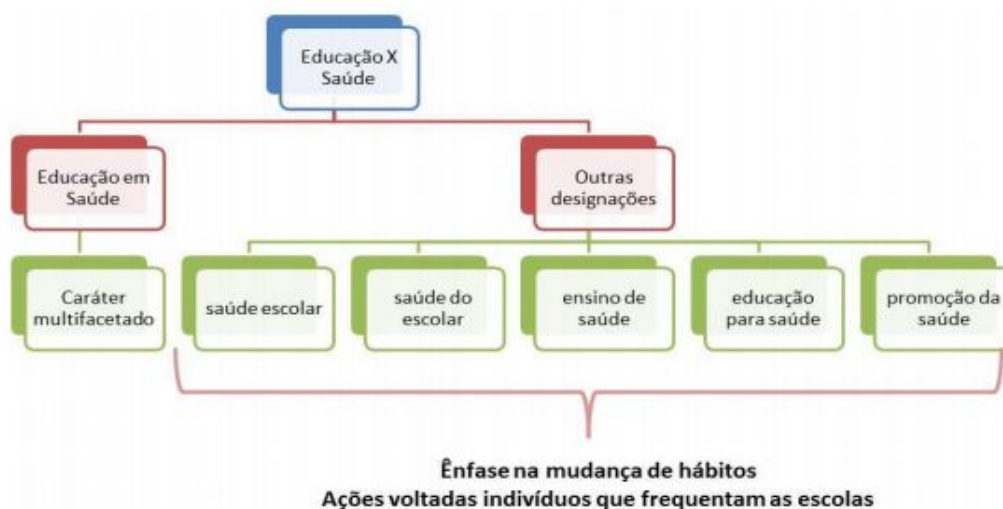 Educação X
Saúde
Educação em
Saúde
Outras
designações
Caráter
multifacetado
saúde escolar
saúde do
escolar
ensino de
saúde
educação
para saúde
promoção da
saúde
Ênfase na mudança de hábitos
Ações voltadas indivíduos que frequentam as escolas